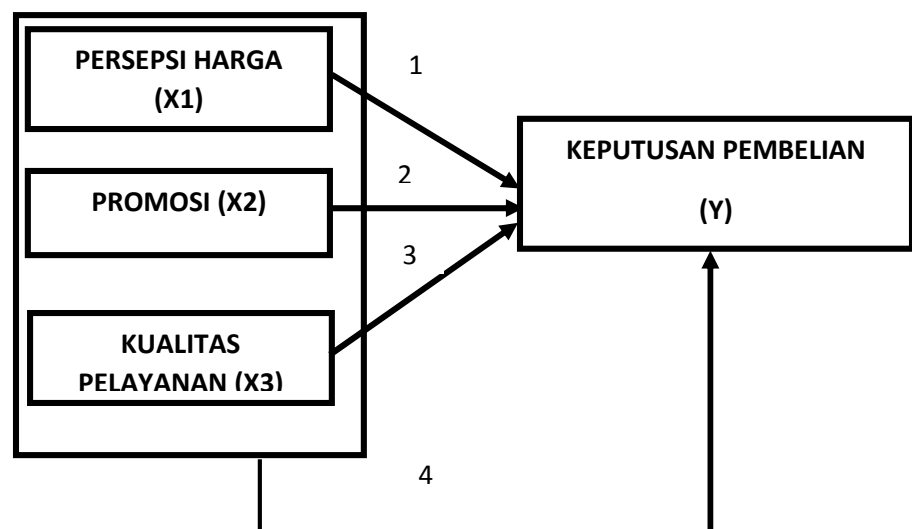 PERSEPSI HARGA
(X1)
1
KEPUTUSAN PEMBELIAN
(Y)
2
PROMOSI (X2)
3
KUALITAS
PELAYANAN (X3)
4